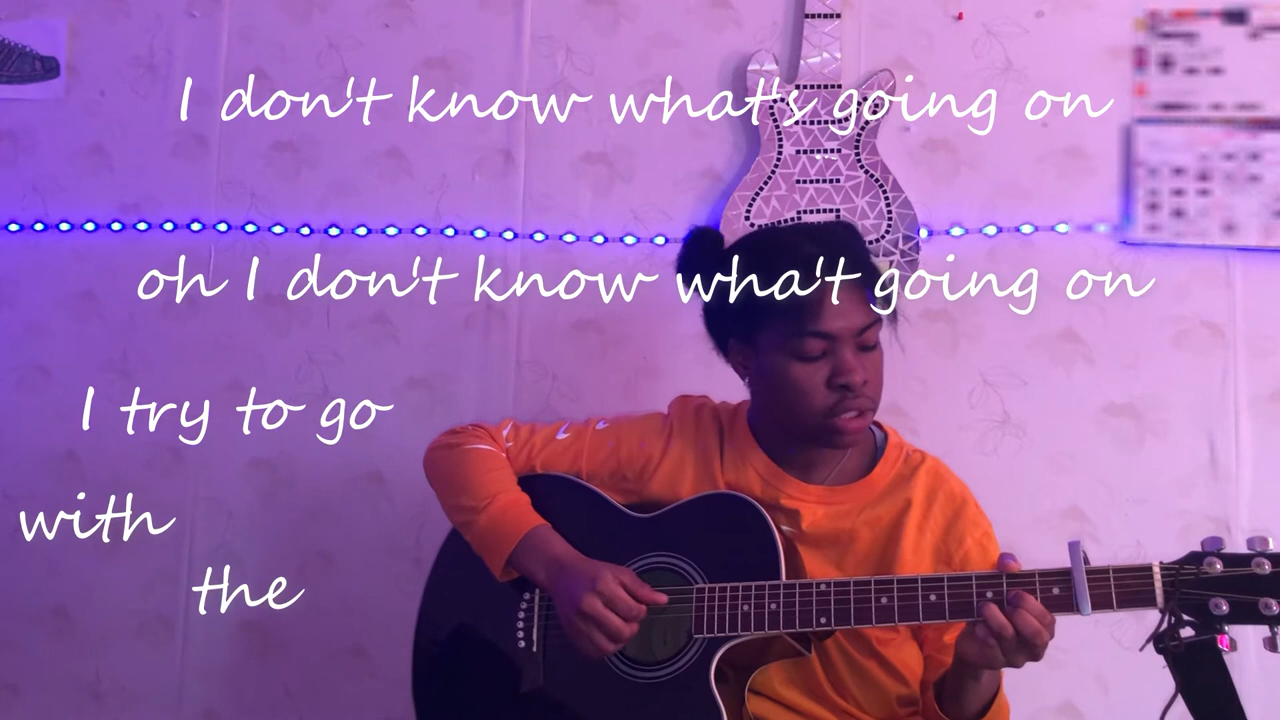 I don't know what's going on
oh I don't know wha't going on
I try to go
with
the